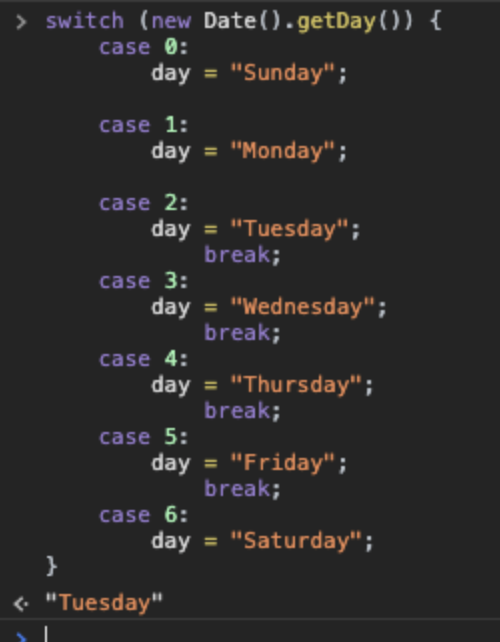 > switch (new Date().getDay()) {
case 0:
day = "Sunday";
case 1:
day = "Monday";
case 2:
day = "Tuesday";
break;
case 3:
day = "Wednesday";
break;
case 4:
day = "Thursday";
break;
case 5:
day = "Friday";
break;
case 6:
day = "Saturday";
}
<· "Tuesday"
>